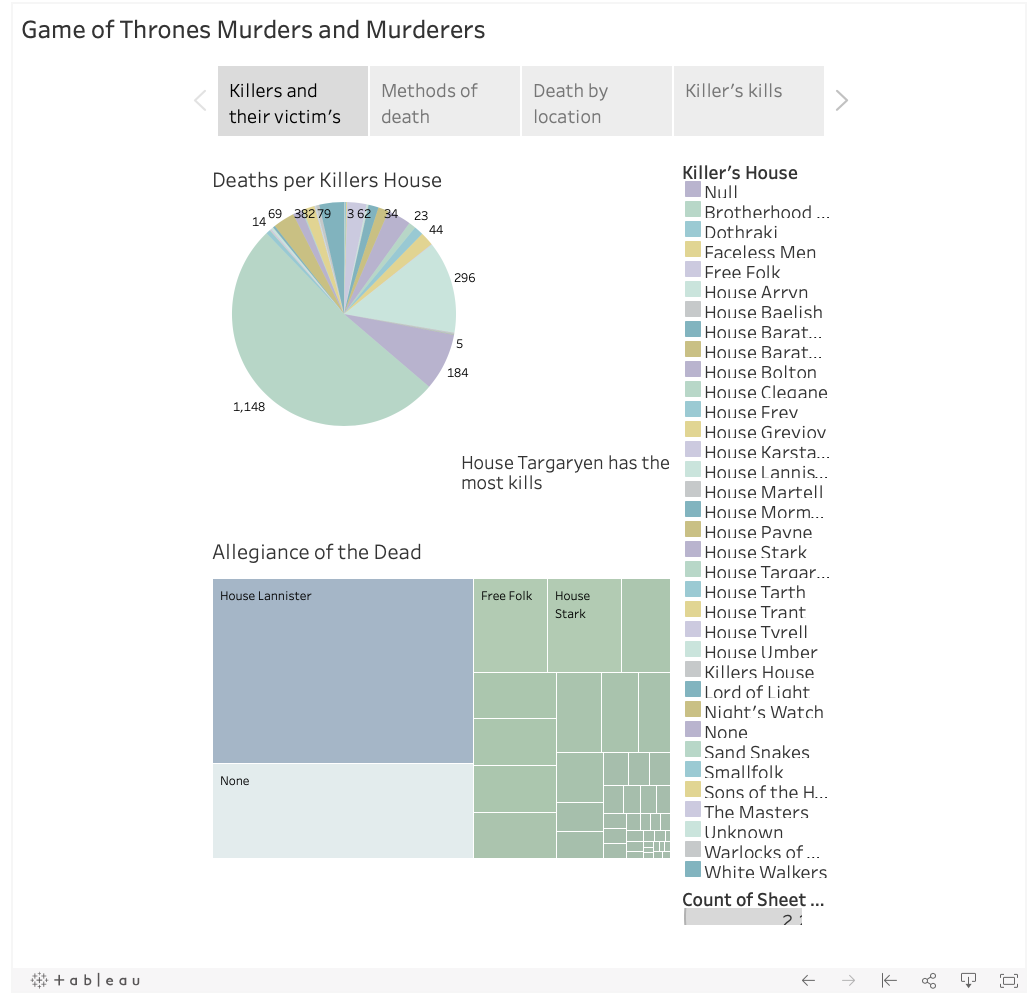 Game of Thrones Murders and Murderers
Killers and
their victim's
Methods of
death
Death by
location
Killer's kills
Deaths per Killers House
14
69
382
79
3
62
34
23
44
296
5
184
1,148
House Targaryen has the
most kills
Allegiance of the Dead
House Lannister
None
Free Folk
House
Stark
Killer's House
Null
Brotherhood ...
Dothraki
Faceless Men
Free Folk
House Arryn
House Baelish
House Barat...
House Barat...
House Bolton
House Clegane
House Frey
House Greyjoy
House Karsta...
House Lannis...
House Martell
House Morm...
House Payne
House Stark
House Targar...
House Tarth
House Trant
House Tyrell
House Umber
Killers House
Lord of Light
Night's Watch
None
Sand Snakes
Smallfolk
Sons of the H...
The Masters
Unknown
Warlocks of ...
White Walkers
Count of Sheet ...
+ableau